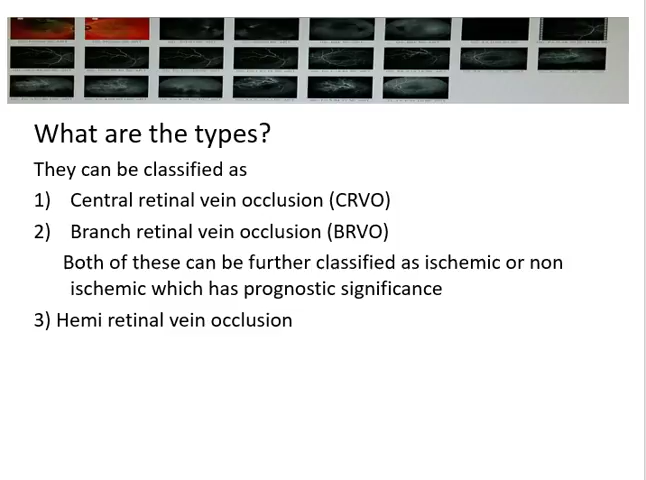 What are the types?
They can be classified as
1) Central retinal vein occlusion (CRVO)
2) Branch retinal vein occlusion (BRVO)
Both of these can be further classified as ischemic or non
ischemic which has prognostic significance
3) Hemi retinal vein occlusion